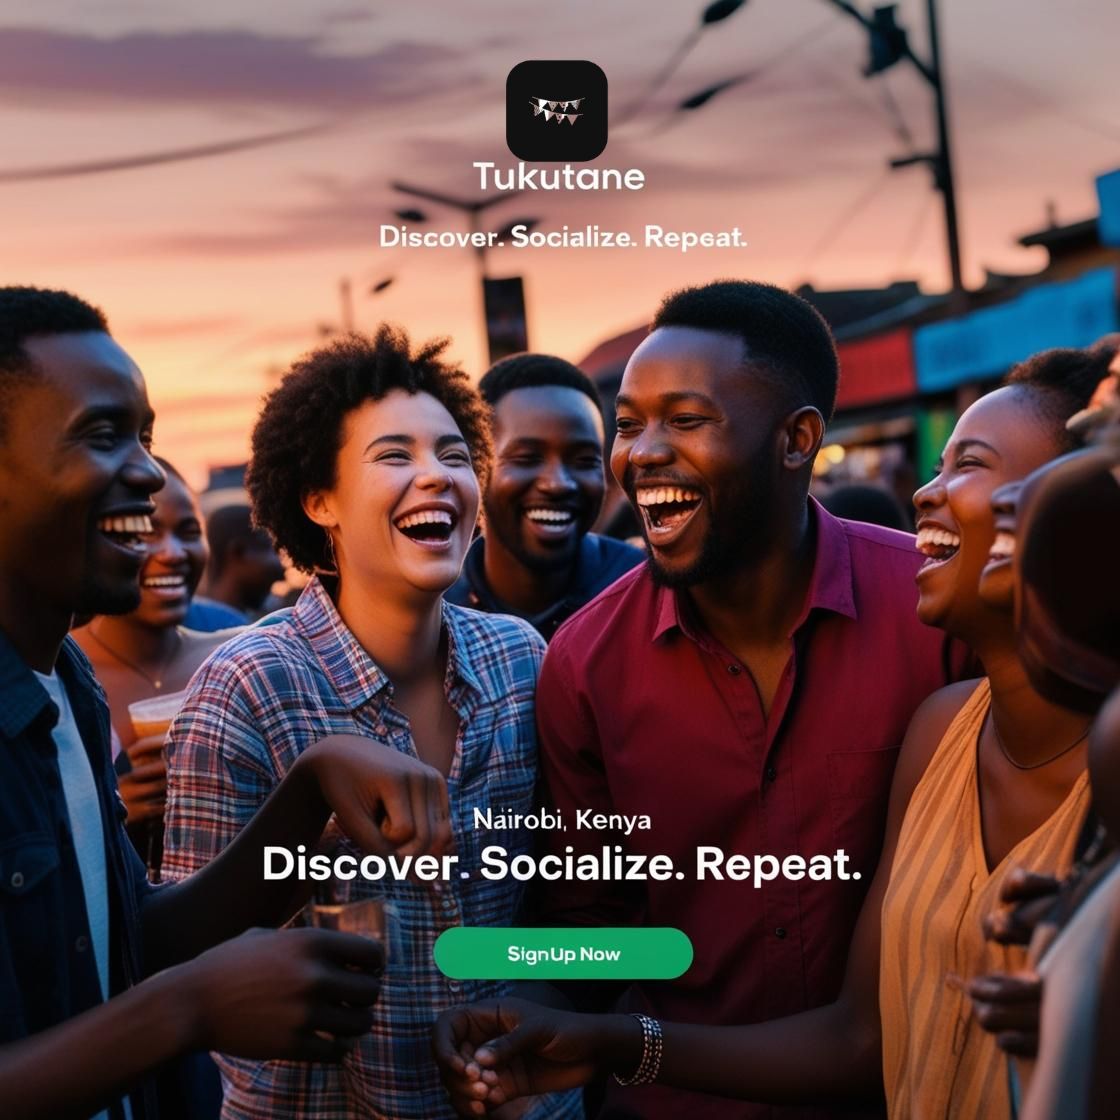 Tukutane
Discover. Socialize. Repeat.
Nairobi, Kenya
Discover. Socialize. Repeat.
SignUp Now